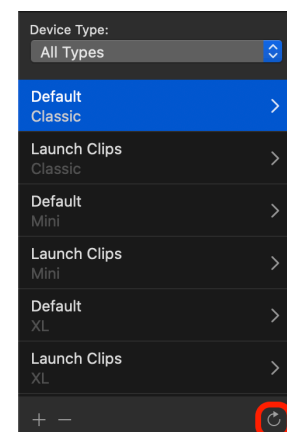 Device Type:
All Types
Default
Classic
Launch Clips
Classic
Default
Mini
Launch Clips
Mini
Default
XL
Launch Clips
XL